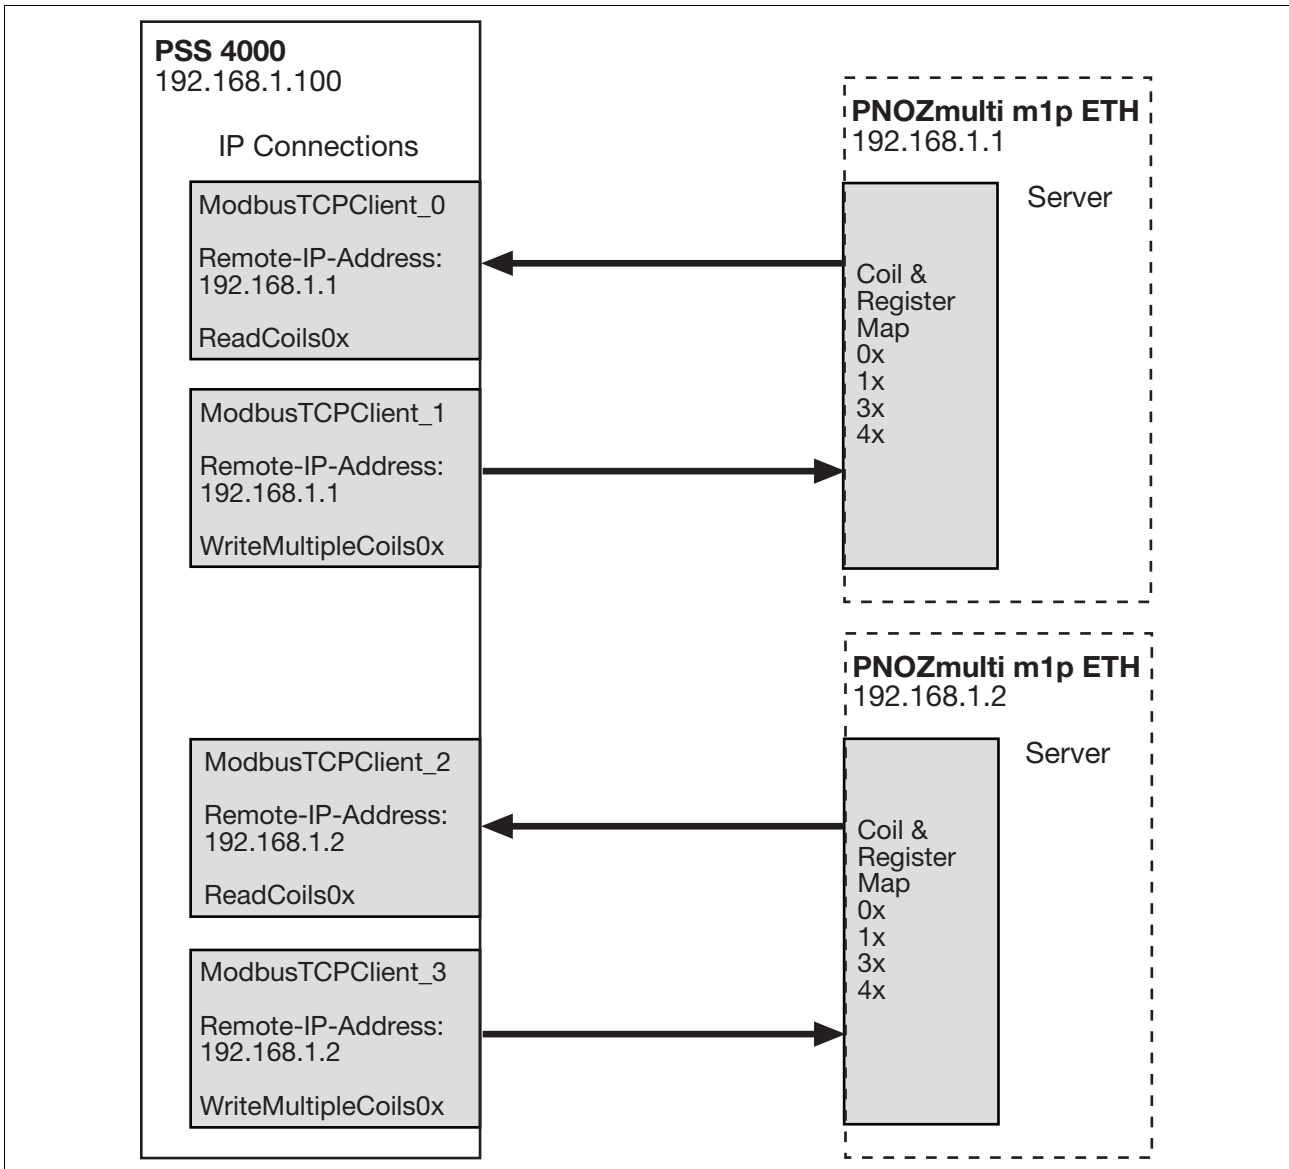 PSS 4000
192.168.1.100
IP Connections
ModbusTCPClient_0
Remote-IP-Address:
192.168.1.1
ReadCoils0x
ModbusTCPClient_1
Remote-IP-Address:
192.168.1.1
WriteMultipleCoils0x
ModbusTCPClient_2
Remote-IP-Address:
192.168.1.2
ReadCoils0x
ModbusTCPClient_3
Remote-IP-Address:
192.168.1.2
WriteMultipleCoils0x
PNOZmulti m1p ETH
192.168.1.1
Server
Coil &
Register
Map
0x
1x
3x
4x
PNOZmulti m1p ETH
192.168.1.2
Server
Coil &
Register
Map
0x
1x
3x
4x